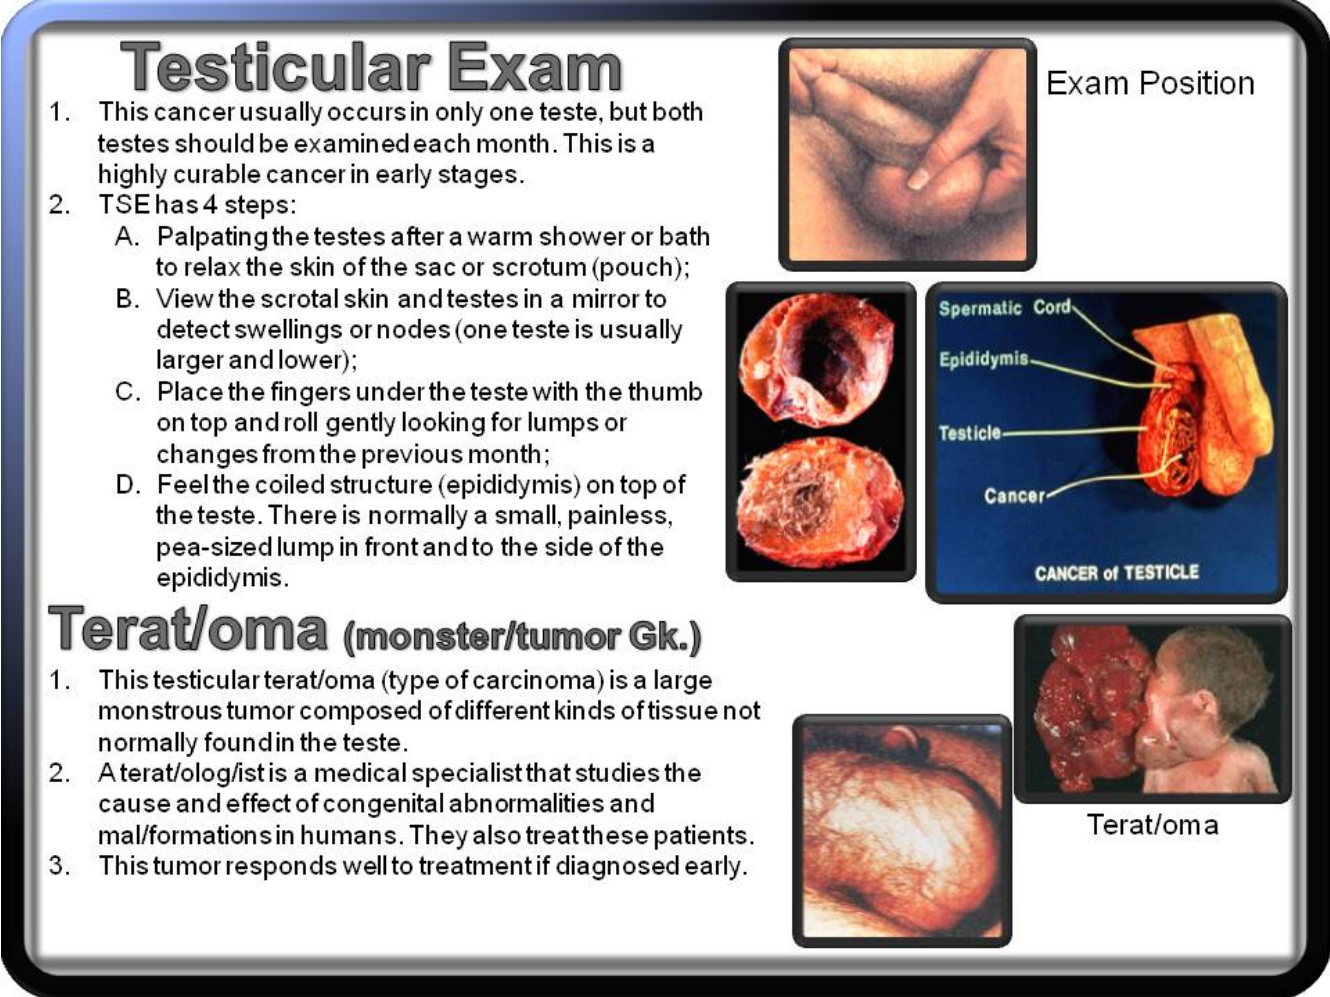 Testicular Exam
1. This cancer usually occurs in only one teste, but both
testes should be examined each month. This is a
highly curable cancer in early stages.
2. TSE has 4 steps:
A. Palpating the testes after a warm shower or bath
to relax the skin of the sac or scrotum (pouch);
B. View the scrotal skin and testes in a mirror to
detect swellings or nodes (one teste is usually
larger and lower);
C. Place the fingers under the teste with the thumb
on top and roll gently looking for lumps or
changes from the previous month;
D. Feel the coiled structure (epididymis) on top of
the teste. There is normally a small, painless,
pea-sized lump in front and to the side of the
epididymis.
Terat/oma (monster/tumor Gk.)
1. This testicular terat/oma (type of carcinoma) is a large
monstrous tumor composed of different kinds of tissue not
normally found in the teste.
2. A terat/olog/ist is a medical specialist that studies the
cause and effect of congenital abnormalities and
mal/formations in humans. They also treat these patients.
3. This tumor responds well to treatment if diagnosed early.
Exam Position
Spermatic Cord
Epididymis
Testicle
Cancer
CANCER of TESTICLE
Terat/oma